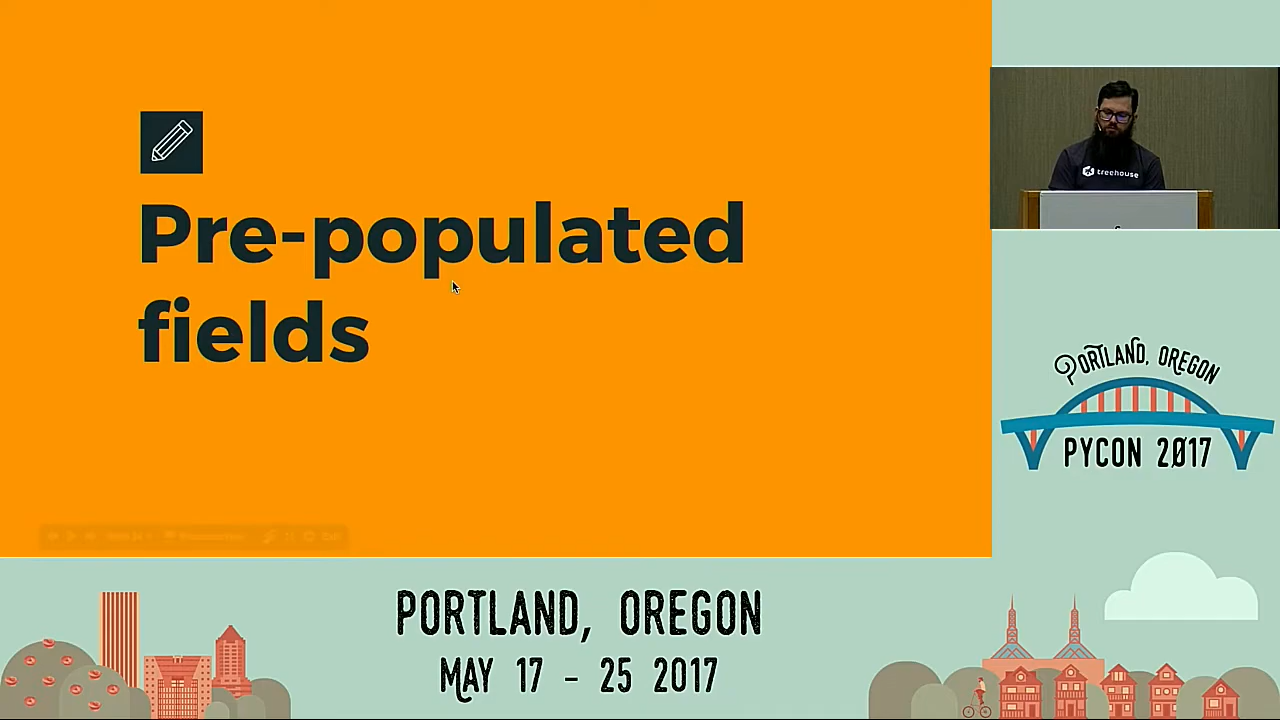 Pre-populated
fields
treehouse
PORTLAND, OREGON
PYCON 2017
PORTLAND, OREGON
MAY 17 - 25 2017